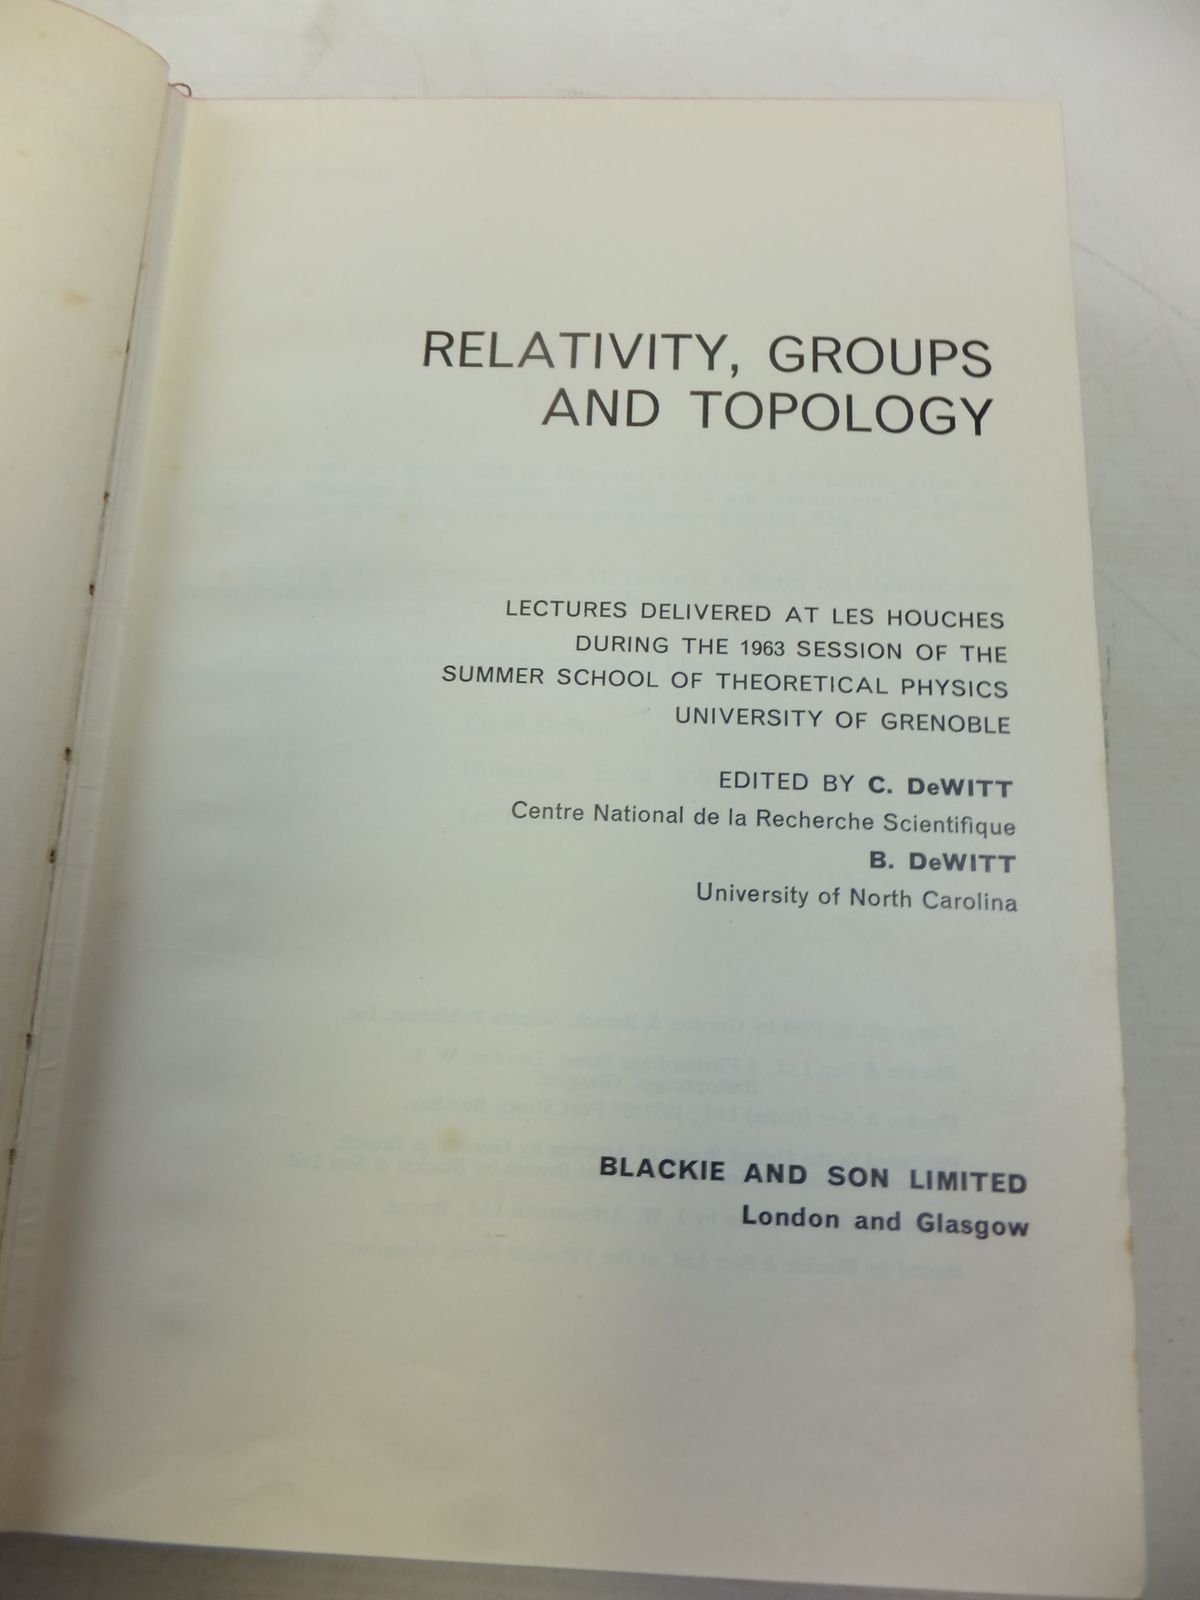 RELATIVITY, GROUPS
AND TOPOLOGY
LECTURES DELIVERED AT LES HOUCHES
DURING THE 1963 SESSION OF THE
SUMMER SCHOOL OF THEORETICAL PHYSICS
UNIVERSITY OF GRENOBLE
EDITED BY C. DeWITT
Centre National de la Recherche Scientifique
B. DeWITT
University of North Carolina
BLACKIE AND SON LIMITED
London and Glasgow